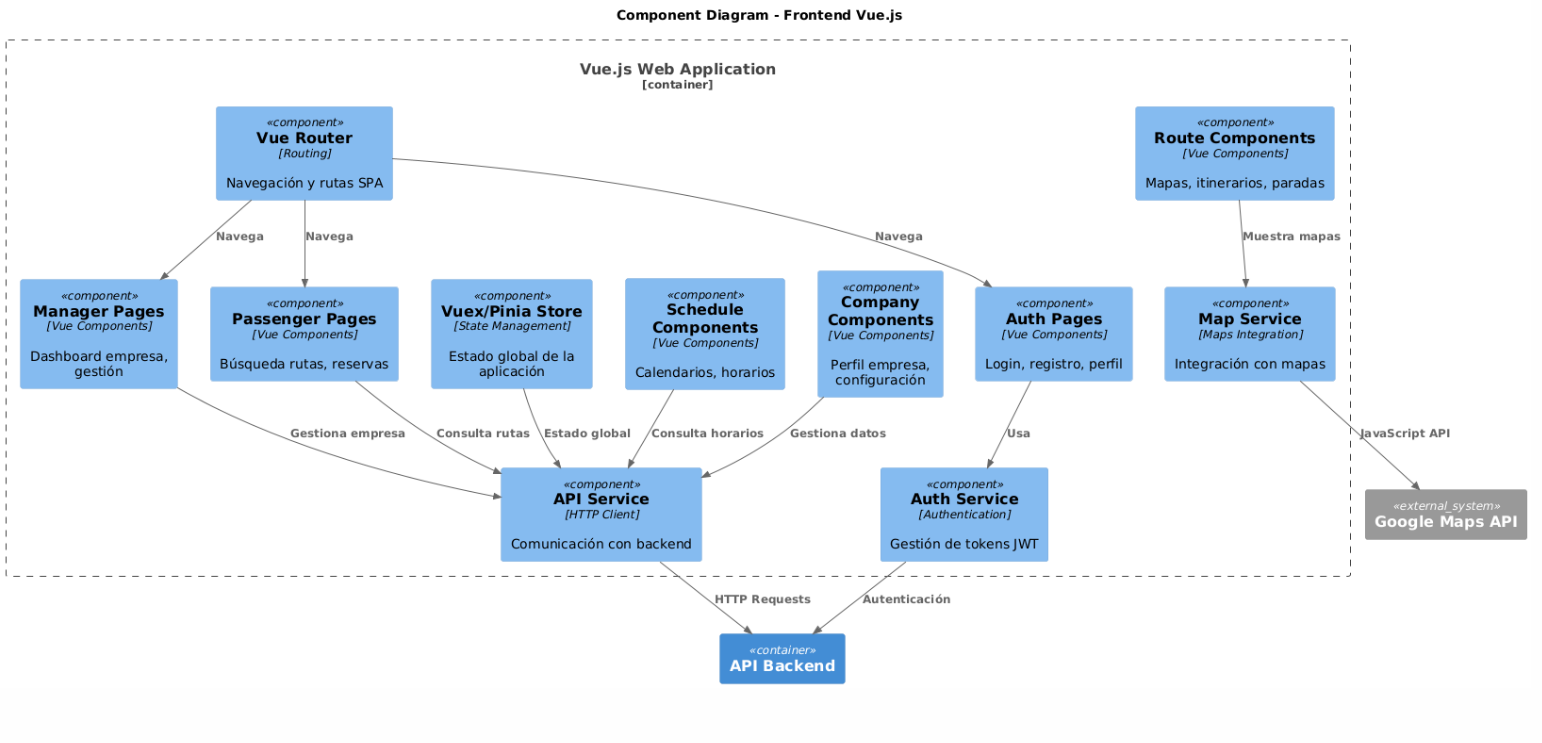 Component Diagram - Frontend Vue.js
Vue.js Web Application
[container]
«component»
Vue Router
[Routing]
Navegación y rutas SPA
«component»
Route Components
[Vue Components]
Mapas, itinerarios, paradas
Navega
Navega
Navega
Muestra mapas
«component»
Manager Pages
[Vue Components]
Dashboard empresa,
gestión
«component»
Passenger Pages
[Vue Components]
Búsqueda rutas, reservas
«component»
Vuex/Pinia Store
[State Management]
Estado global de la
aplicación
«component»
Schedule
Components
[Vue Components]
Calendarios, horarios
«component»
Company
Components
[Vue Components]
Perfil empresa,
configuración
«component»
Auth Pages
[Vue Components]
Login, registro, perfil
«component»
Map Service
[Maps Integration]
Integración con mapas
Gestiona empresa
Consulta rutas
Estado global
Consulta horarios
Gestiona datos
Usa
JavaScript API
«component»
API Service
[HTTP Client]
Comunicación con backend
«component»
Auth Service
[Authentication]
Gestión de tokens JWT
«external_system»
Google Maps API
HTTP Requests
Autenticación
«container»
API Backend